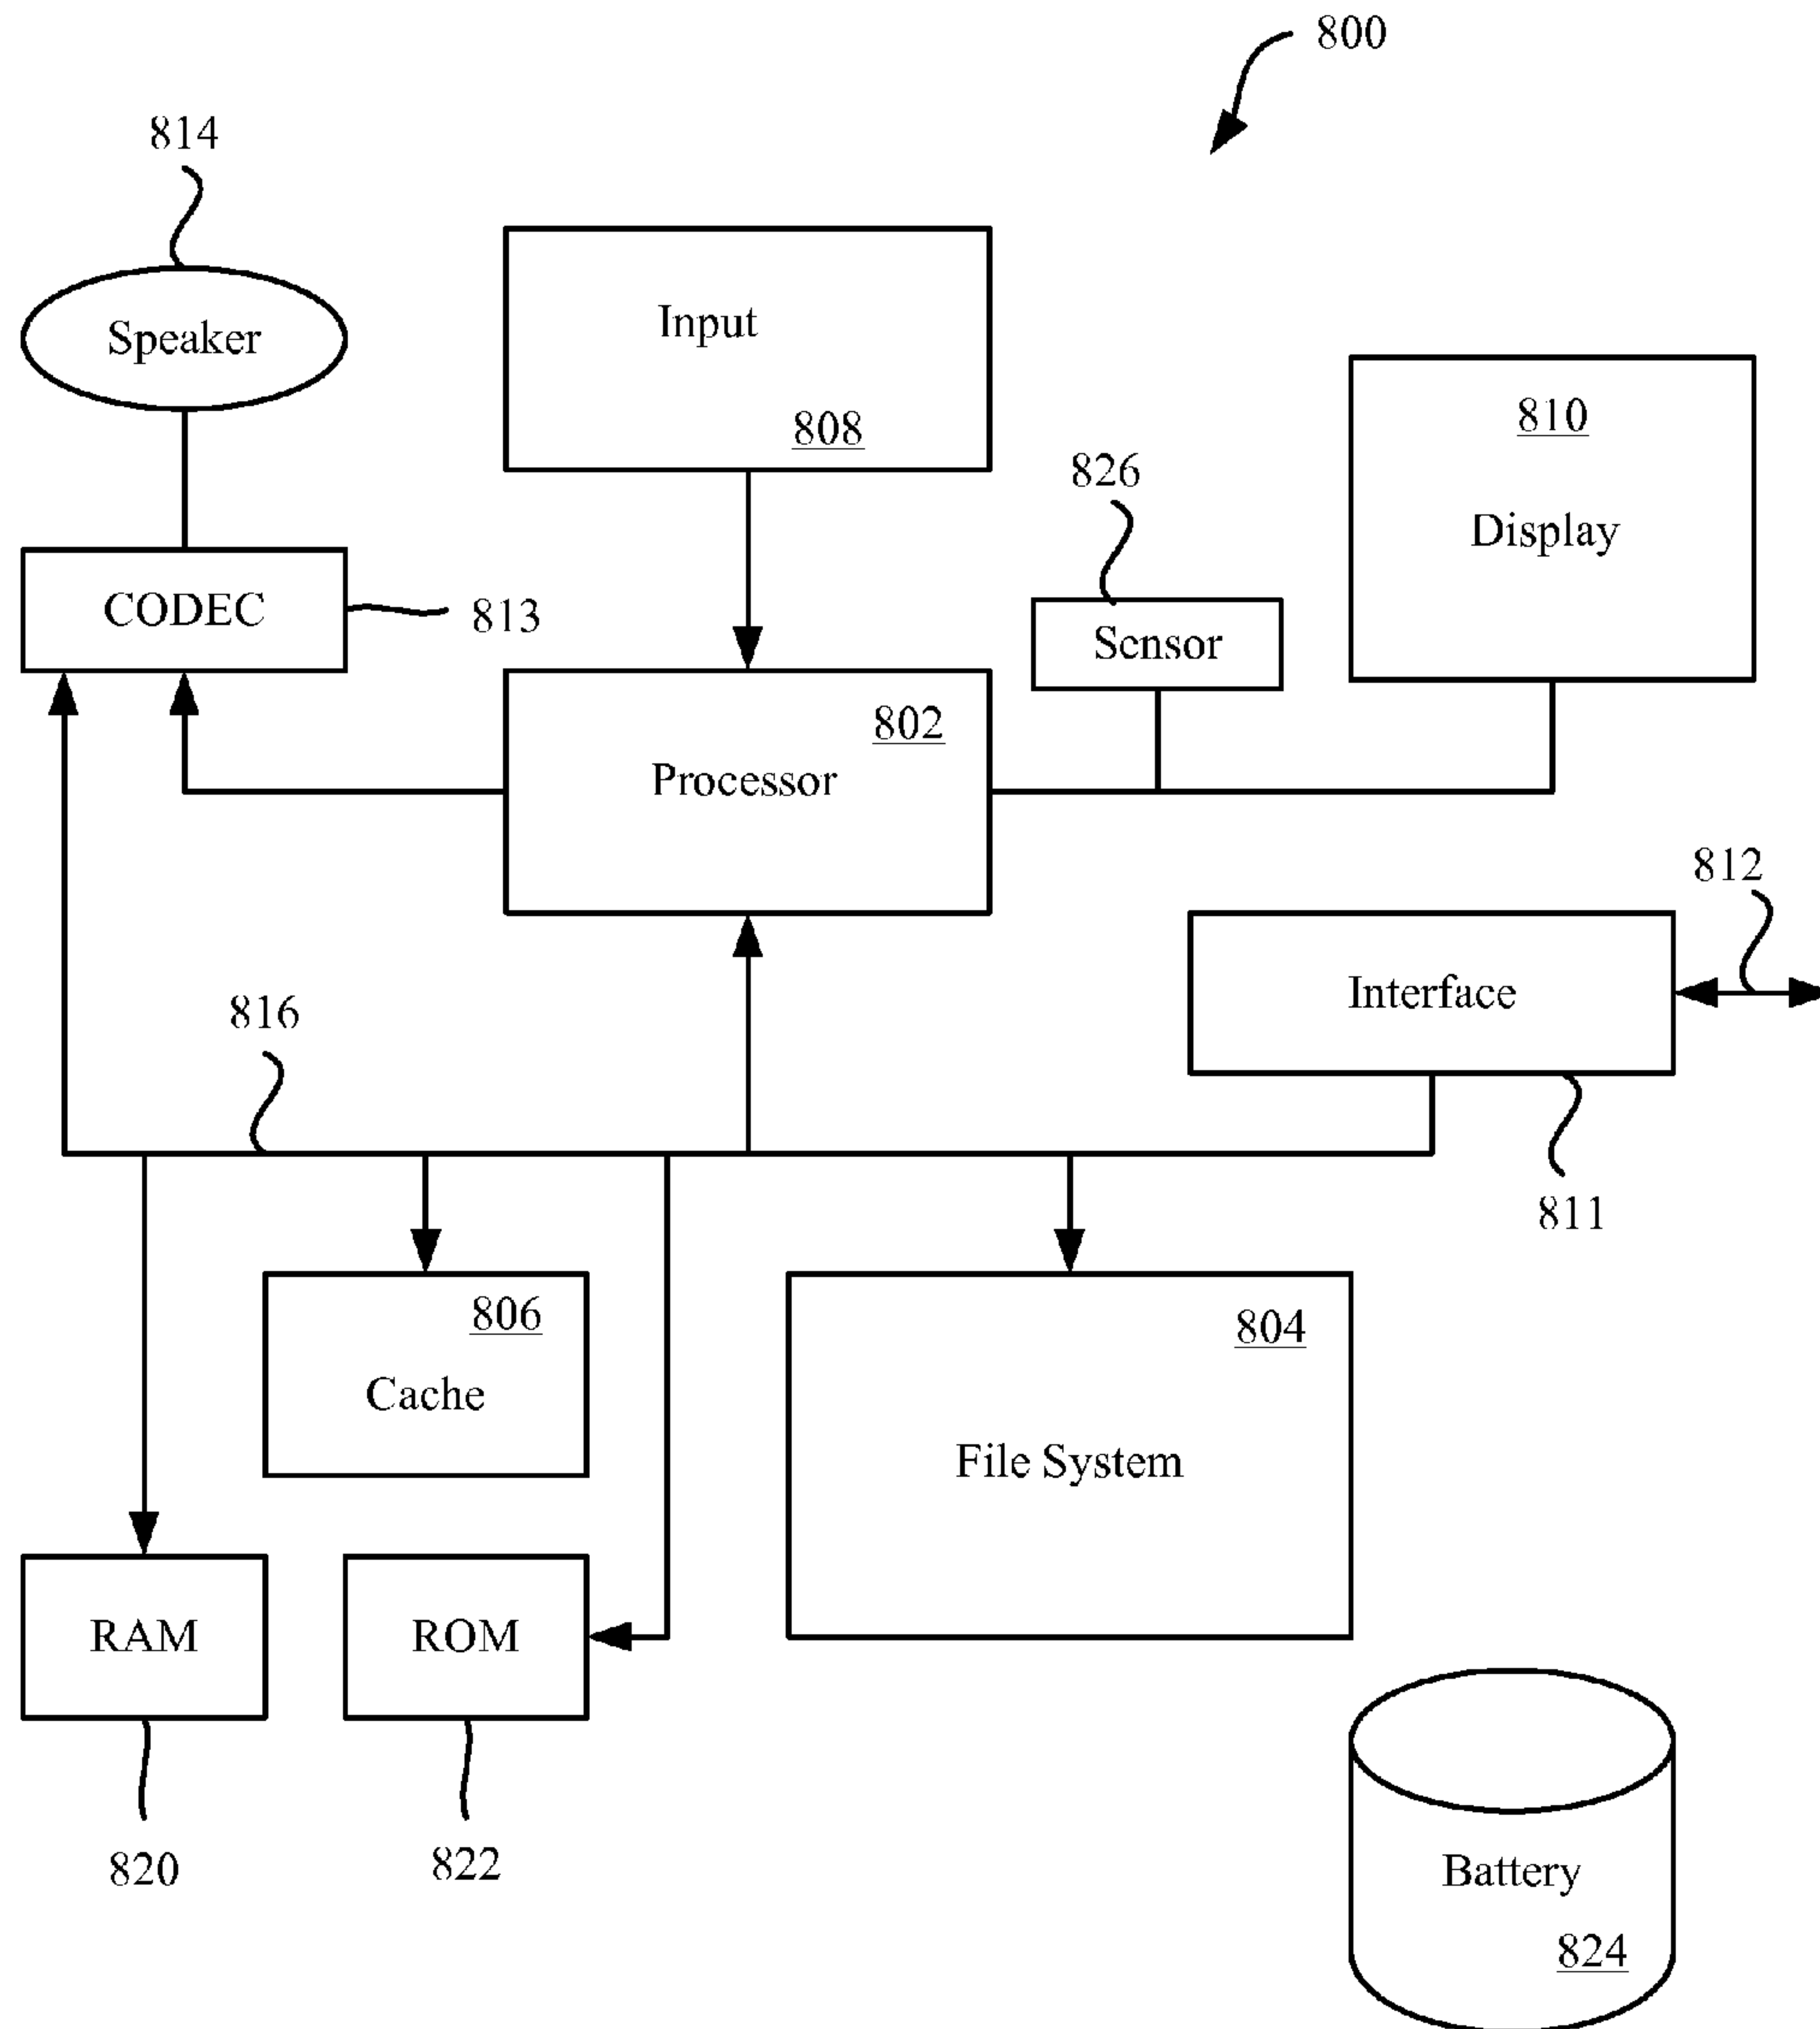 800
814
Speaker
Input
808
810
Display
826
Sensor
CODEC
813
802
Processor
812
Interface
816
811
806
Cache
804
File System
RAM
ROM
820
822
Battery
824